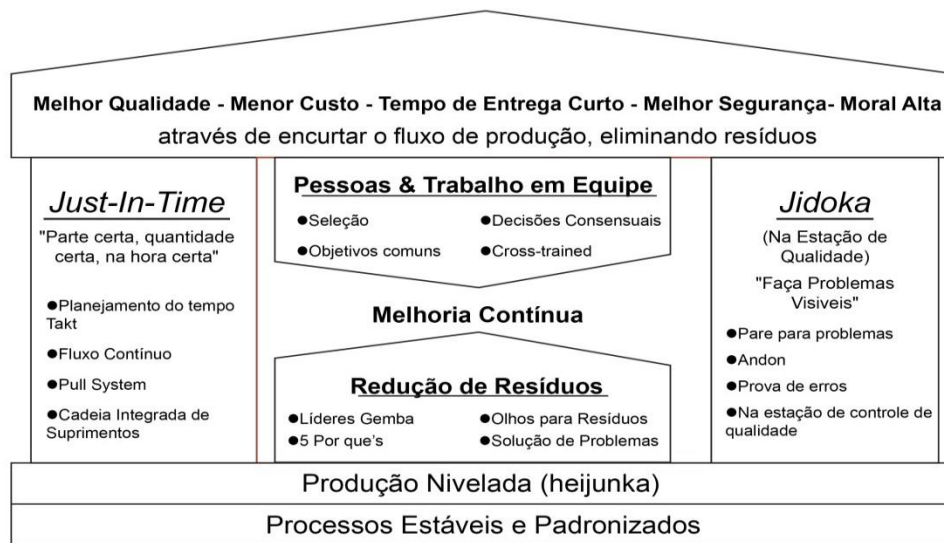 Melhor Qualidade - Menor Custo - Tempo de Entrega Curto - Melhor Segurança- Moral Alta
através de encurtar o fluxo de produção, eliminando resíduos
Just-In-Time
"Parte certa, quantidade
certa, na hora certa"
●Planejamento do tempo
Takt
●Fluxo Contínuo
●Pull System
●Cadeia Integrada de
Suprimentos
Pessoas & Trabalho em Equipe
●Seleção ●Decisões Consensuais
●Objetivos comuns ●Cross-trained
Melhoria Contínua
Redução de Resíduos
●Líderes Gemba ●Olhos para Resíduos
●5 Por que's ●Solução de Problemas
Jidoka
(Na Estação de
Qualidade)
"Faça Problemas
Visiveis"
●Pare para problemas
●Andon
●Prova de erros
●Na estação de controle de
qualidade
Produção Nivelada (heijunka)
Processos Estáveis e Padronizados